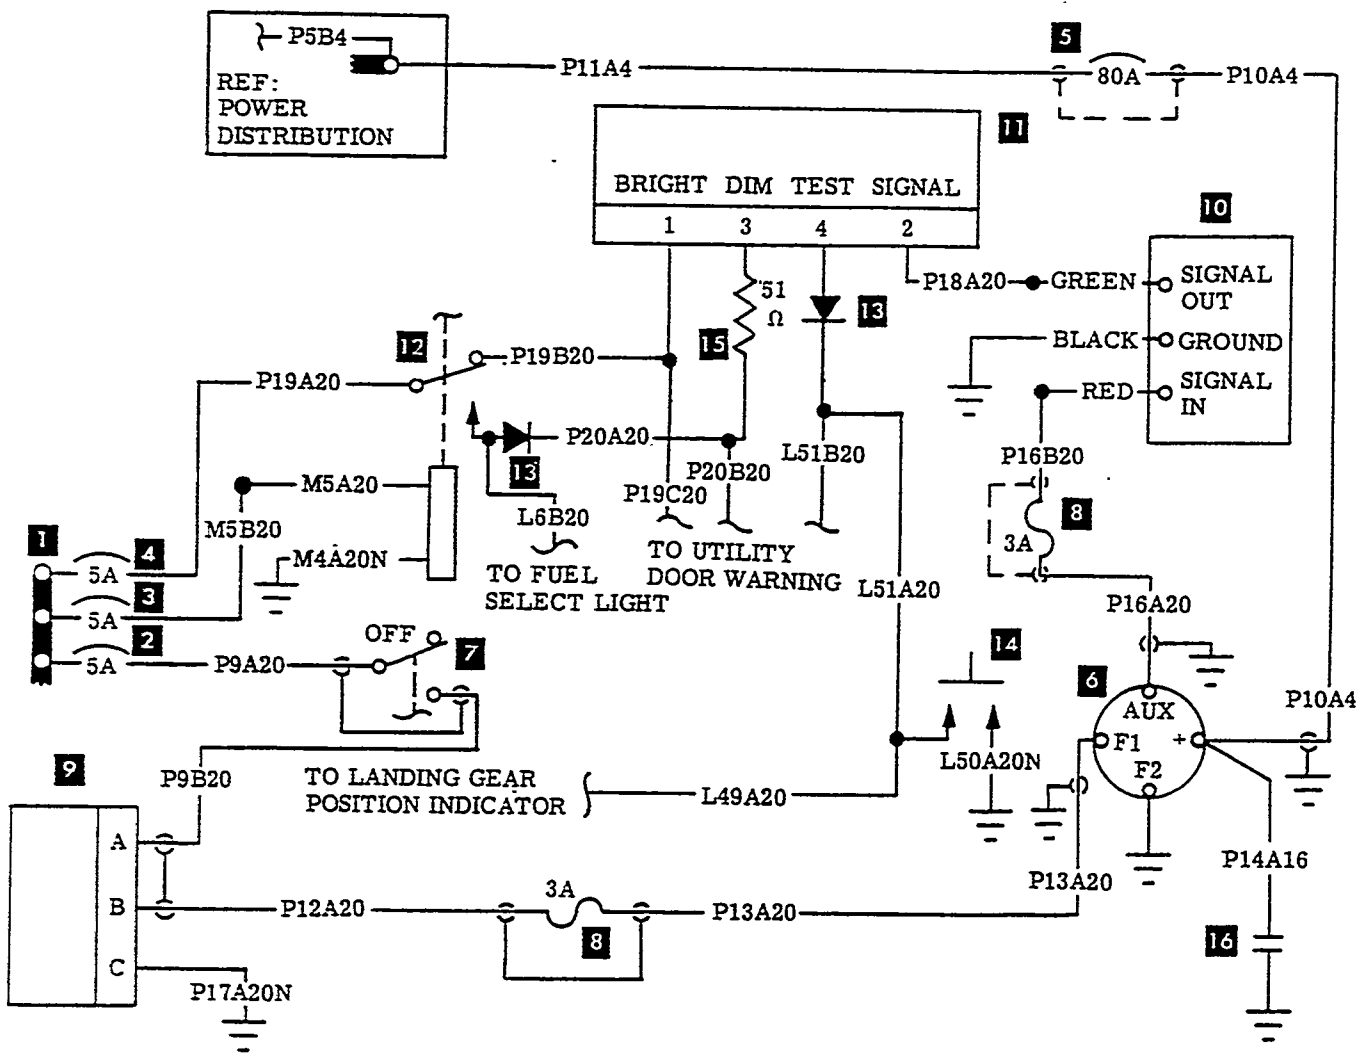 P5B4
REF:
POWER
DISTRIBUTION
P11A4
5
80A
P10A4
11
BRIGHT DIM TEST SIGNAL
1 3 4 2
10
P18A20
GREEN
SIGNAL
OUT
BLACK
GROUND
RED
SIGNAL
IN
51
Ω
15
13
12
P19B20
P19A20
P20A20
13
P20B20
L51B20
P19C20
L6B20
TO FUEL
SELECT LIGHT
TO UTILITY
DOOR WARNING
L51A20
P16B20
8
3A
P16A20
M5A20
M5B20
M4A20N
1
5A
4
5A
3
5A
2
P9A20
OFF
7
14
6
AUX
F1
+
F2
P10A4
L50A20N
9
P9B20
TO LANDING GEAR
POSITION INDICATOR
L49A20
A
B
C
P12A20
3A
8
P13A20
P13A20
P14A16
16
P17A20N